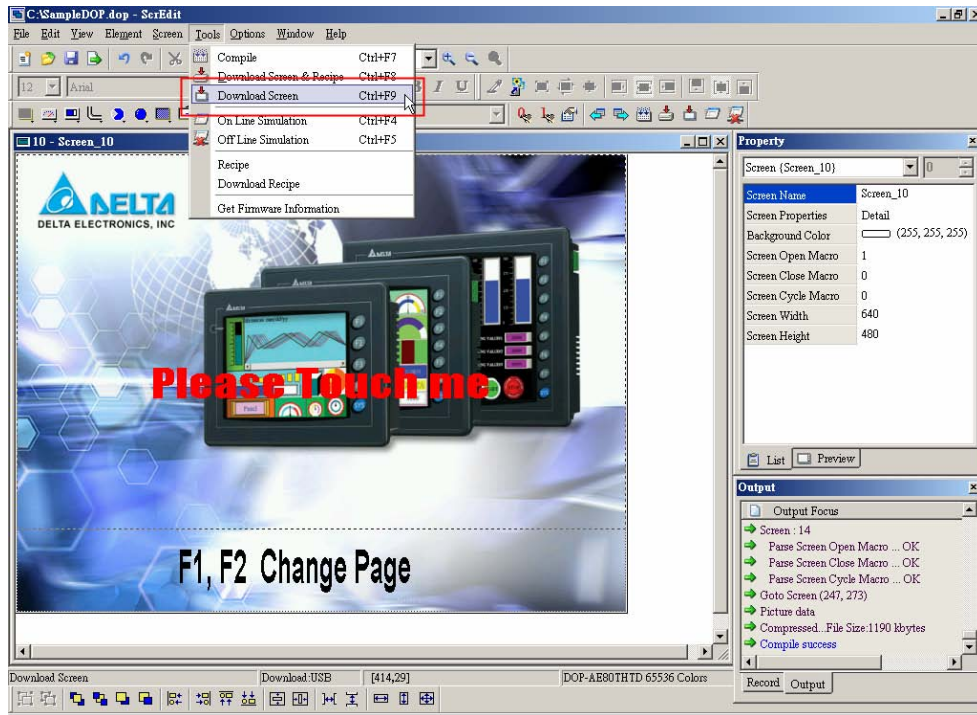 C:\SampleDOP.dop - ScrEdit
File Edit View Element Screen Tools Options Window Help
12 Arial
B I U
Compile Ctrl+F7
Download Screen & Recipe Ctrl+F8
Download Screen Ctrl+F9
On Line Simulation Ctrl+F4
Off Line Simulation Ctrl+F5
Recipe
Download Recipe
Get Firmware Information
10 - Screen_10
DELTA
DELTA ELECTRONICS, INC
Please Touch me
F1, F2 Change Page
Property
Screen {Screen_10} 0
Screen Name Screen_10
Screen Properties Detail
Background Color (255, 255, 255)
Screen Open Macro 1
Screen Close Macro 0
Screen Cycle Macro 0
Screen Width 640
Screen Height 480
List Preview
Output
Output Focus
Screen : 14
Parse Screen Open Macro ... OK
Parse Screen Close Macro ... OK
Parse Screen Cycle Macro ... OK
Goto Screen (247, 273)
Picture data
Compressed...File Size:1190 kbytes
Compile success
Record Output
Download Screen Download:USB [414,29] DOP-AE80THTD 65536 Colors